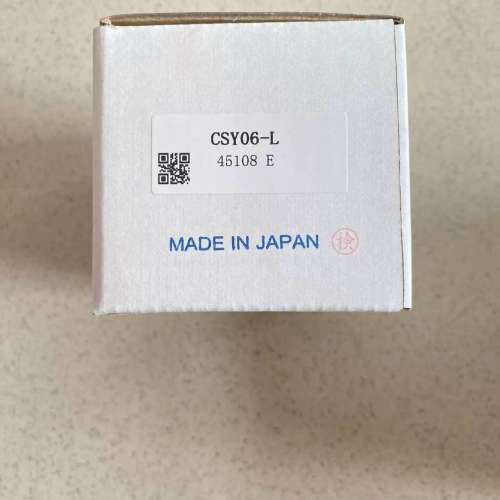 CSY06-L
45108 E
MADE IN JAPAN 検